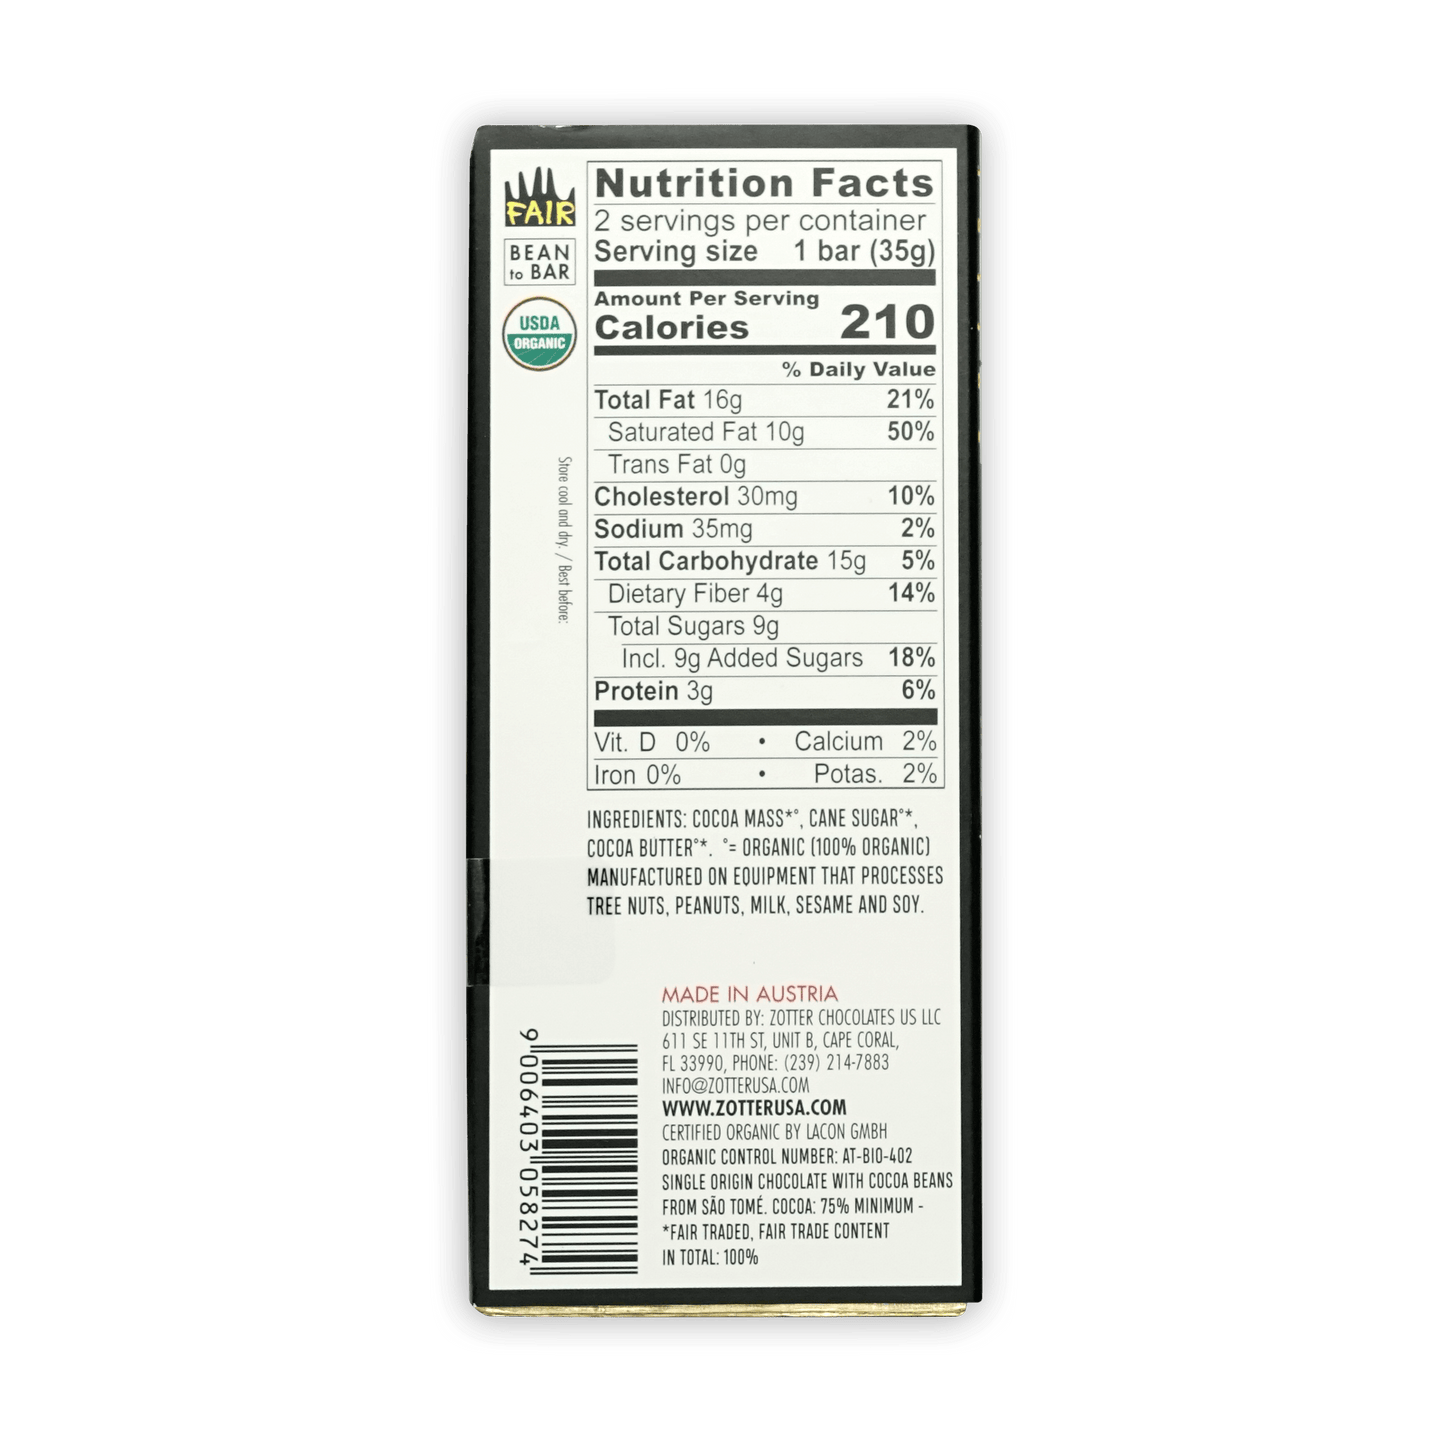 FAIR
BEAN
to BAR
USDA
ORGANIC
Store cool and dry. / Best before:
Nutrition Facts
2 servings per container
Serving size 1 bar (35g)
Amount Per Serving
Calories 210
% Daily Value
Total Fat 16g 21%
Saturated Fat 10g 50%
Trans Fat 0g
Cholesterol 30mg 10%
Sodium 35mg 2%
Total Carbohydrate 15g 5%
Dietary Fiber 4g 14%
Total Sugars 9g
Incl. 9g Added Sugars 18%
Protein 3g 6%
Vit. D 0% • Calcium 2%
Iron 0% • Potas. 2%
INGREDIENTS: COCOA MASS*°, CANE SUGAR°*,
COCOA BUTTER°*. °= ORGANIC (100% ORGANIC)
MANUFACTURED ON EQUIPMENT THAT PROCESSES
TREE NUTS, PEANUTS, MILK, SESAME AND SOY.
MADE IN AUSTRIA
DISTRIBUTED BY: ZOTTER CHOCOLATES US LLC
611 SE 11TH ST, UNIT B, CAPE CORAL,
FL 33990, PHONE: (239) 214-7883
INFO@ZOTTERUSA.COM
WWW.ZOTTERUSA.COM
CERTIFIED ORGANIC BY LACON GMBH
ORGANIC CONTROL NUMBER: AT-BIO-402
SINGLE ORIGIN CHOCOLATE WITH COCOA BEANS
FROM SÃO TOMÉ. COCOA: 75% MINIMUM -
*FAIR TRADED, FAIR TRADE CONTENT
IN TOTAL: 100%
9 006403 058274